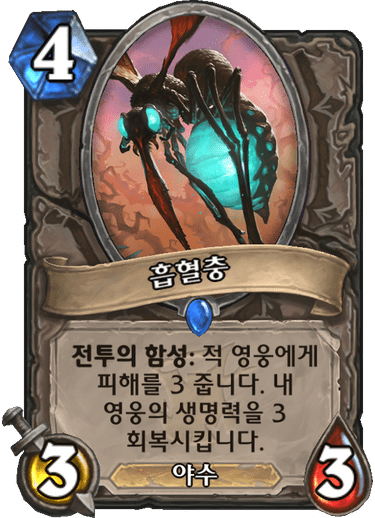 4
흡혈충
전투의 함성: 적 영웅에게
피해를 3 줍니다. 내
영웅의 생명력을 3
회복시킵니다.
3
야수
3